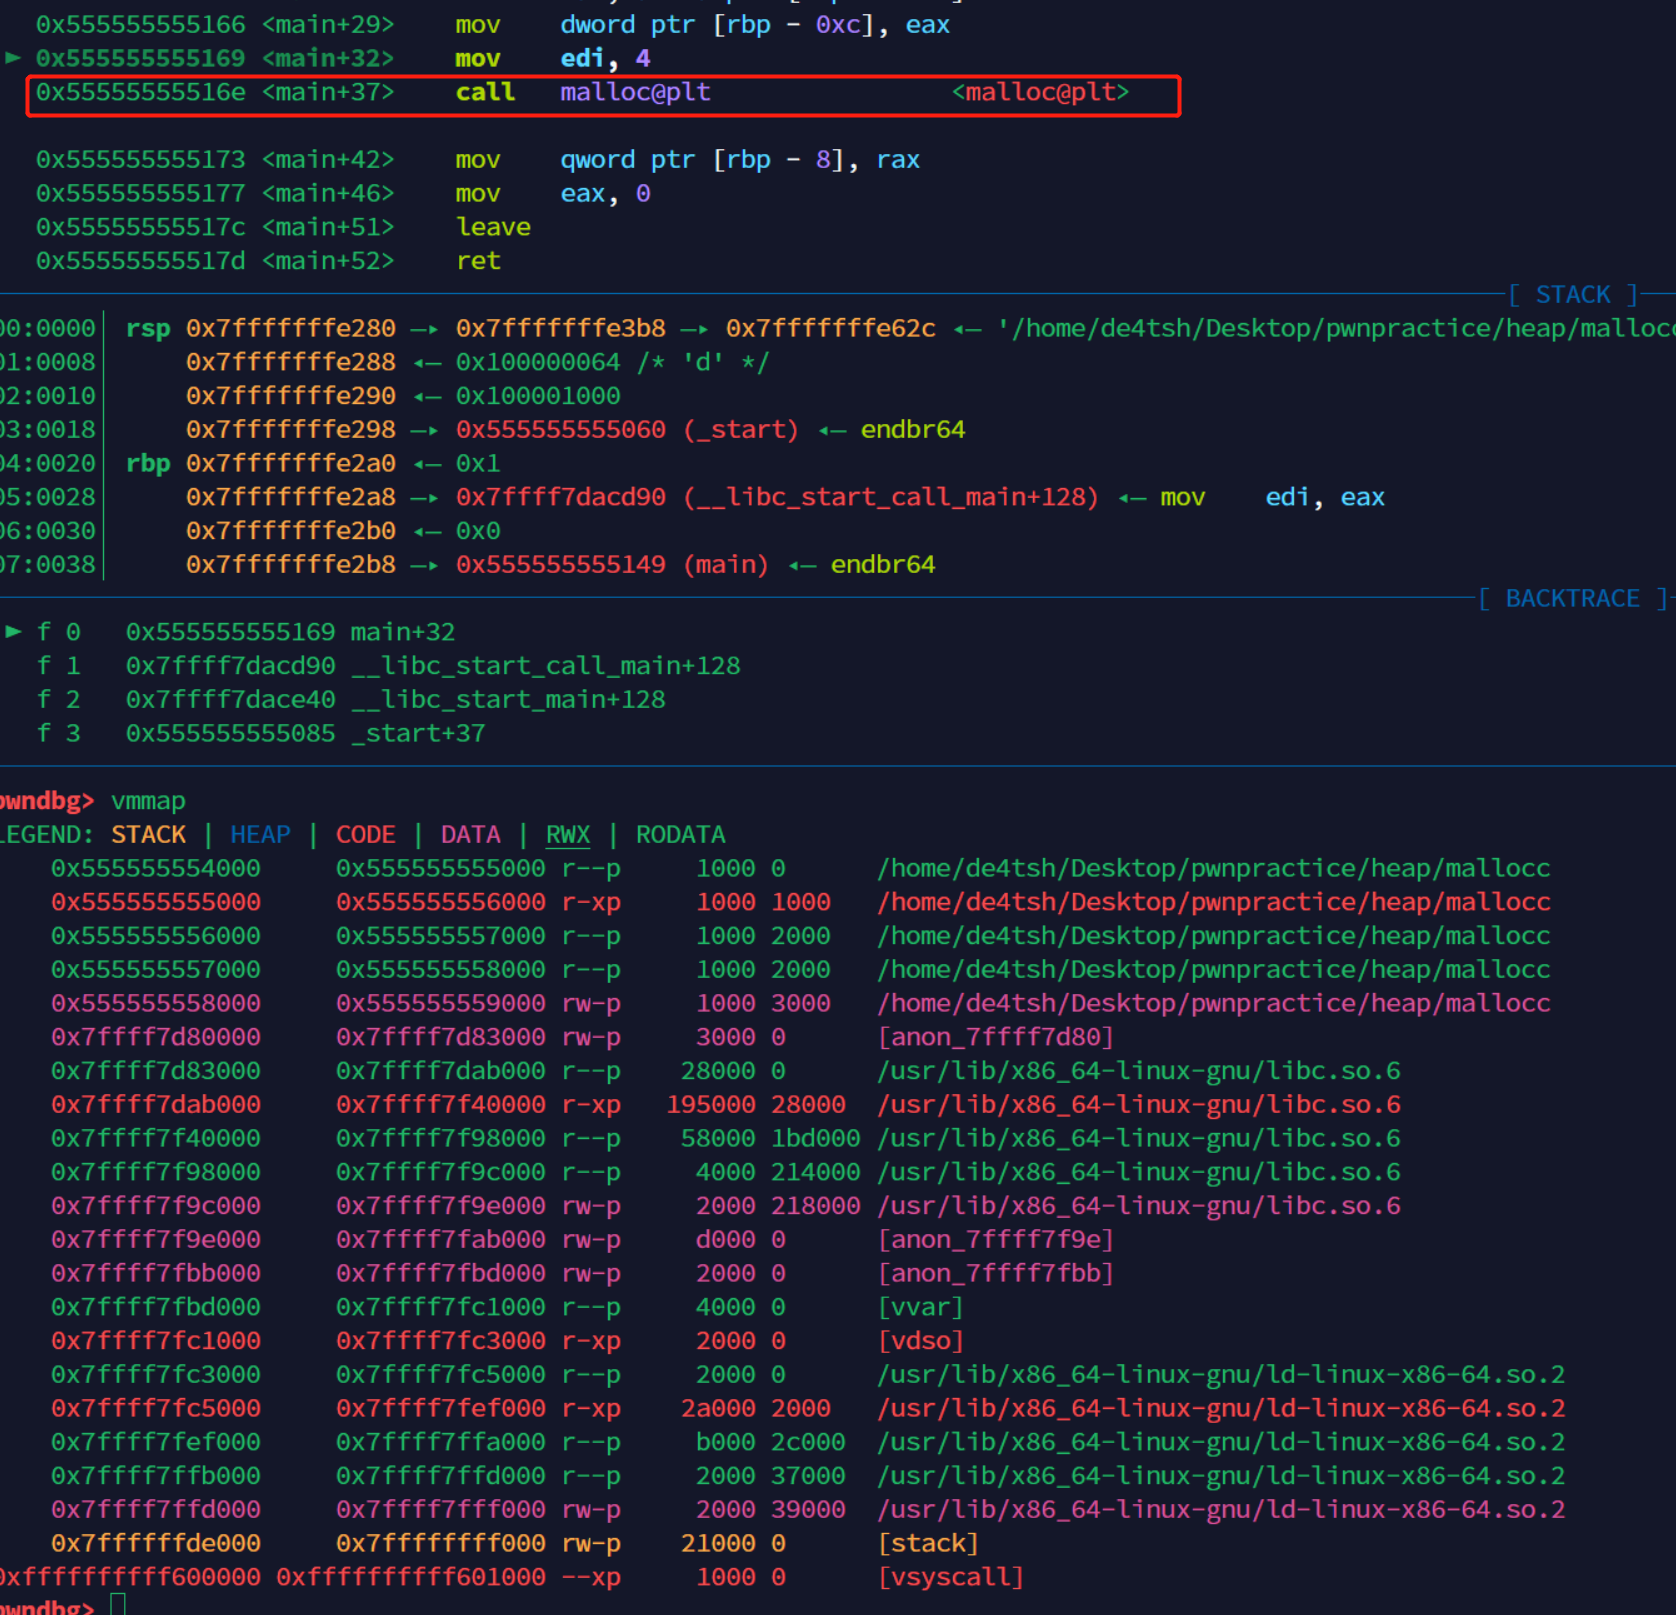 0x555555555166 <main+29> mov dword ptr [rbp - 0xc], eax
► 0x555555555169 <main+32> mov edi, 4
0x55555555516e <main+37> call malloc@plt <malloc@plt>
0x555555555173 <main+42> mov qword ptr [rbp - 8], rax
0x555555555177 <main+46> mov eax, 0
0x55555555517c <main+51> leave
0x55555555517d <main+52> ret
[ STACK ]
00:0000│ rsp 0x7fffffffe280 —▸ 0x7fffffffe3b8 —▸ 0x7fffffffe62c ◂— '/home/de4tsh/Desktop/pwnpractice/heap/mallocc
01:0008│ 0x7fffffffe288 ◂— 0x100000064 /* 'd' */
02:0010│ 0x7fffffffe290 ◂— 0x100001000
03:0018│ 0x7fffffffe298 —▸ 0x555555555060 (_start) ◂— endbr64
04:0020│ rbp 0x7fffffffe2a0 ◂— 0x1
05:0028│ 0x7fffffffe2a8 —▸ 0x7ffff7dacd90 (__libc_start_call_main+128) ◂— mov edi, eax
06:0030│ 0x7fffffffe2b0 ◂— 0x0
07:0038│ 0x7fffffffe2b8 —▸ 0x555555555149 (main) ◂— endbr64
[ BACKTRACE ]
► f 0 0x555555555169 main+32
f 1 0x7ffff7dacd90 __libc_start_call_main+128
f 2 0x7ffff7dace40 __libc_start_main+128
f 3 0x555555555085 _start+37
pwndbg> vmmap
LEGEND: STACK | HEAP | CODE | DATA | RWX | RODATA
0x555555554000 0x555555555000 r--p 1000 0 /home/de4tsh/Desktop/pwnpractice/heap/mallocc
0x555555555000 0x555555556000 r-xp 1000 1000 /home/de4tsh/Desktop/pwnpractice/heap/mallocc
0x555555556000 0x555555557000 r--p 1000 2000 /home/de4tsh/Desktop/pwnpractice/heap/mallocc
0x555555557000 0x555555558000 r--p 1000 2000 /home/de4tsh/Desktop/pwnpractice/heap/mallocc
0x555555558000 0x555555559000 rw-p 1000 3000 /home/de4tsh/Desktop/pwnpractice/heap/mallocc
0x7ffff7d80000 0x7ffff7d83000 rw-p 3000 0 [anon_7ffff7d80]
0x7ffff7d83000 0x7ffff7dab000 r--p 28000 0 /usr/lib/x86_64-linux-gnu/libc.so.6
0x7ffff7dab000 0x7ffff7f40000 r-xp 195000 28000 /usr/lib/x86_64-linux-gnu/libc.so.6
0x7ffff7f40000 0x7ffff7f98000 r--p 58000 1bd000 /usr/lib/x86_64-linux-gnu/libc.so.6
0x7ffff7f98000 0x7ffff7f9c000 r--p 4000 214000 /usr/lib/x86_64-linux-gnu/libc.so.6
0x7ffff7f9c000 0x7ffff7f9e000 rw-p 2000 218000 /usr/lib/x86_64-linux-gnu/libc.so.6
0x7ffff7f9e000 0x7ffff7fab000 rw-p d000 0 [anon_7ffff7f9e]
0x7ffff7fbb000 0x7ffff7fbd000 rw-p 2000 0 [anon_7ffff7fbb]
0x7ffff7fbd000 0x7ffff7fc1000 r--p 4000 0 [vvar]
0x7ffff7fc1000 0x7ffff7fc3000 r-xp 2000 0 [vdso]
0x7ffff7fc3000 0x7ffff7fc5000 r--p 2000 0 /usr/lib/x86_64-linux-gnu/ld-linux-x86-64.so.2
0x7ffff7fc5000 0x7ffff7fef000 r-xp 2a000 2000 /usr/lib/x86_64-linux-gnu/ld-linux-x86-64.so.2
0x7ffff7fef000 0x7ffff7ffa000 r--p b000 2c000 /usr/lib/x86_64-linux-gnu/ld-linux-x86-64.so.2
0x7ffff7ffb000 0x7ffff7ffd000 r--p 2000 37000 /usr/lib/x86_64-linux-gnu/ld-linux-x86-64.so.2
0x7ffff7ffd000 0x7ffff7fff000 rw-p 2000 39000 /usr/lib/x86_64-linux-gnu/ld-linux-x86-64.so.2
0x7ffffffde000 0x7ffffffff000 rw-p 21000 0 [stack]
0xffffffffff600000 0xffffffffff601000 --xp 1000 0 [vsyscall]
pwndbg>